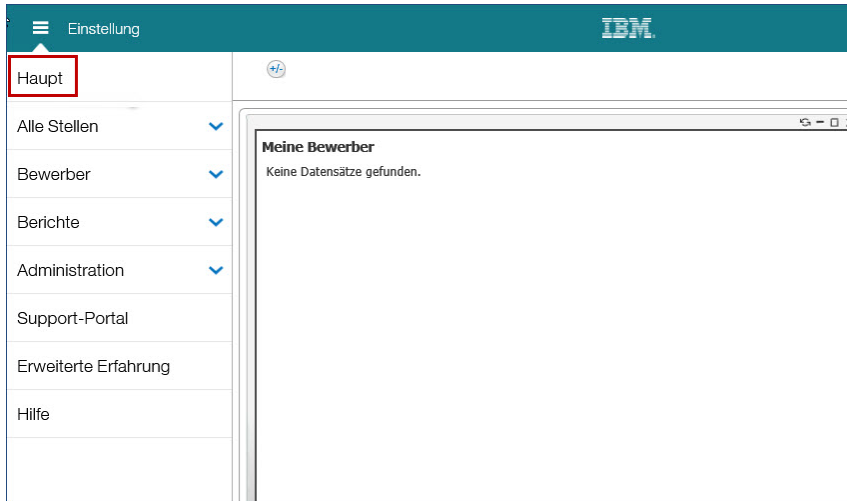 Einstellung
IBM
Haupt
+/-
Alle Stellen
Bewerber
Berichte
Administration
Support-Portal
Erweiterte Erfahrung
Hilfe
Meine Bewerber
Keine Datensätze gefunden.